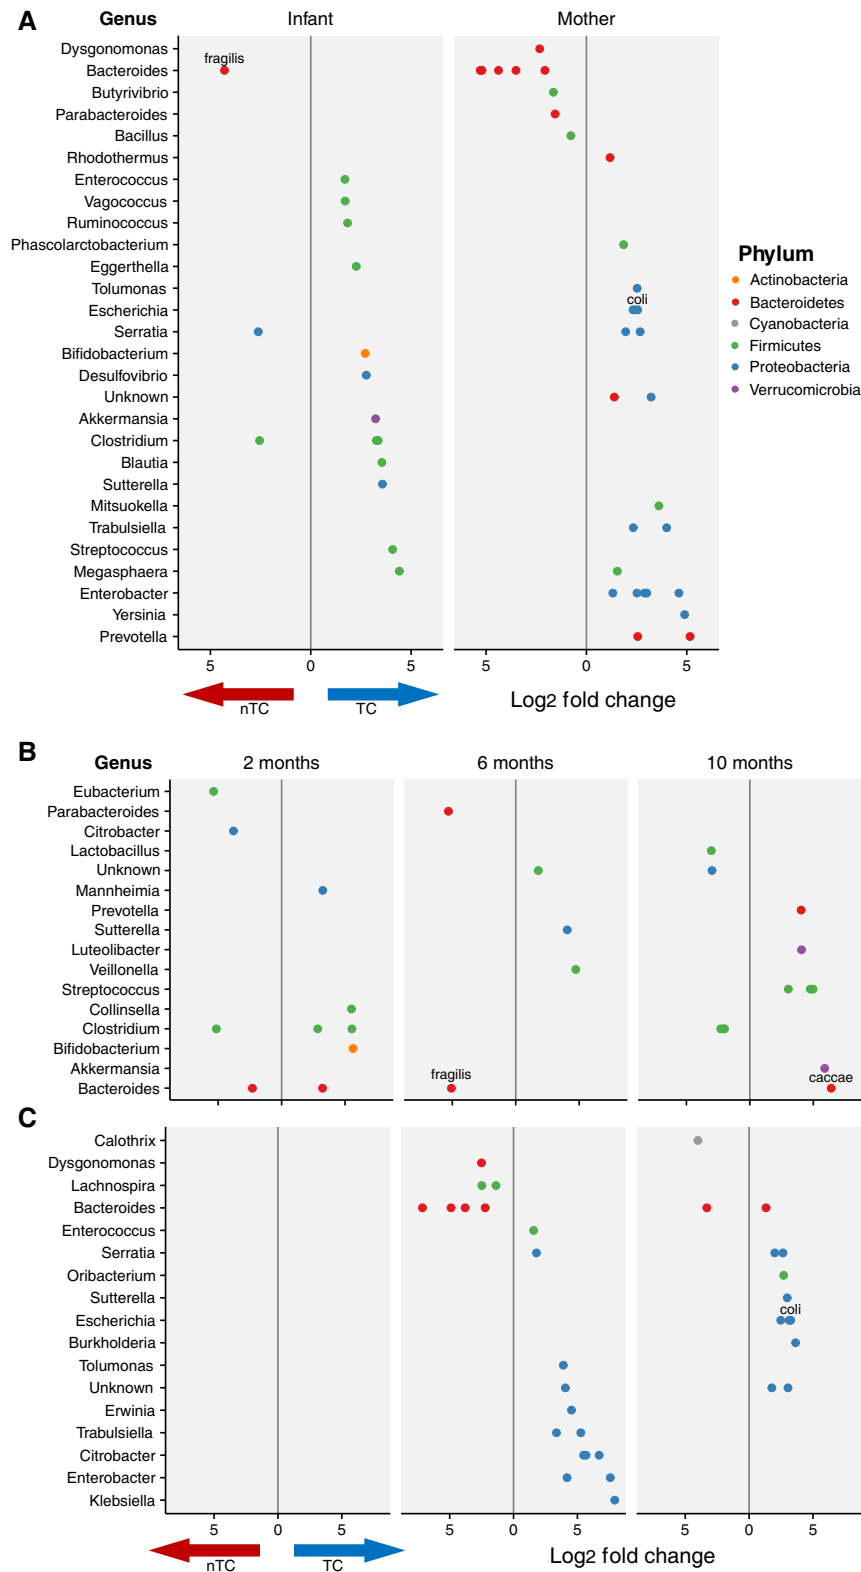 A
Genus
Infant
Mother
Dysgonomonas
fragilis
Bacteroides
Butyrivibrio
Parabacteroides
Bacillus
Rhodothermus
Enterococcus
Vagococcus
Ruminococcus
Phascolarctobacterium
Eggerthella
Tolumonas
coli
Escherichia
Serratia
Bifidobacterium
Desulfovibrio
Unknown
Akkermansia
Clostridium
Blautia
Sutterella
Mitsuokella
Trabulsiella
Streptococcus
Megasphaera
Enterobacter
Yersinia
Prevotella
5 0 5 5 0 5
nTC TC
Log2 fold change
Phylum
Actinobacteria
Bacteroidetes
Cyanobacteria
Firmicutes
Proteobacteria
Verrucomicrobia
B
Genus
2 months
6 months
10 months
Eubacterium
Parabacteroides
Citrobacter
Lactobacillus
Unknown
Mannheimia
Prevotella
Sutterella
Luteolibacter
Veillonella
Streptococcus
Collinsella
Clostridium
Bifidobacterium
Akkermansia
fragilis
caccae
Bacteroides
C
Calothrix
Dysgonomonas
Lachnospira
Bacteroides
Enterococcus
Serratia
Oribacterium
Sutterella
coli
Escherichia
Burkholderia
Tolumonas
Unknown
Erwinia
Trabulsiella
Citrobacter
Enterobacter
Klebsiella
5 0 5 5 0 5 5 0 5
nTC TC
Log2 fold change